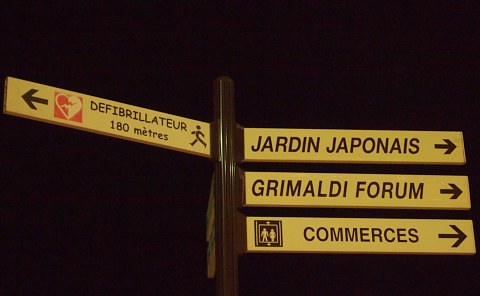 DEFIBRILLATEUR
180 mètres
JARDIN JAPONAIS
GRIMALDI FORUM
COMMERCES